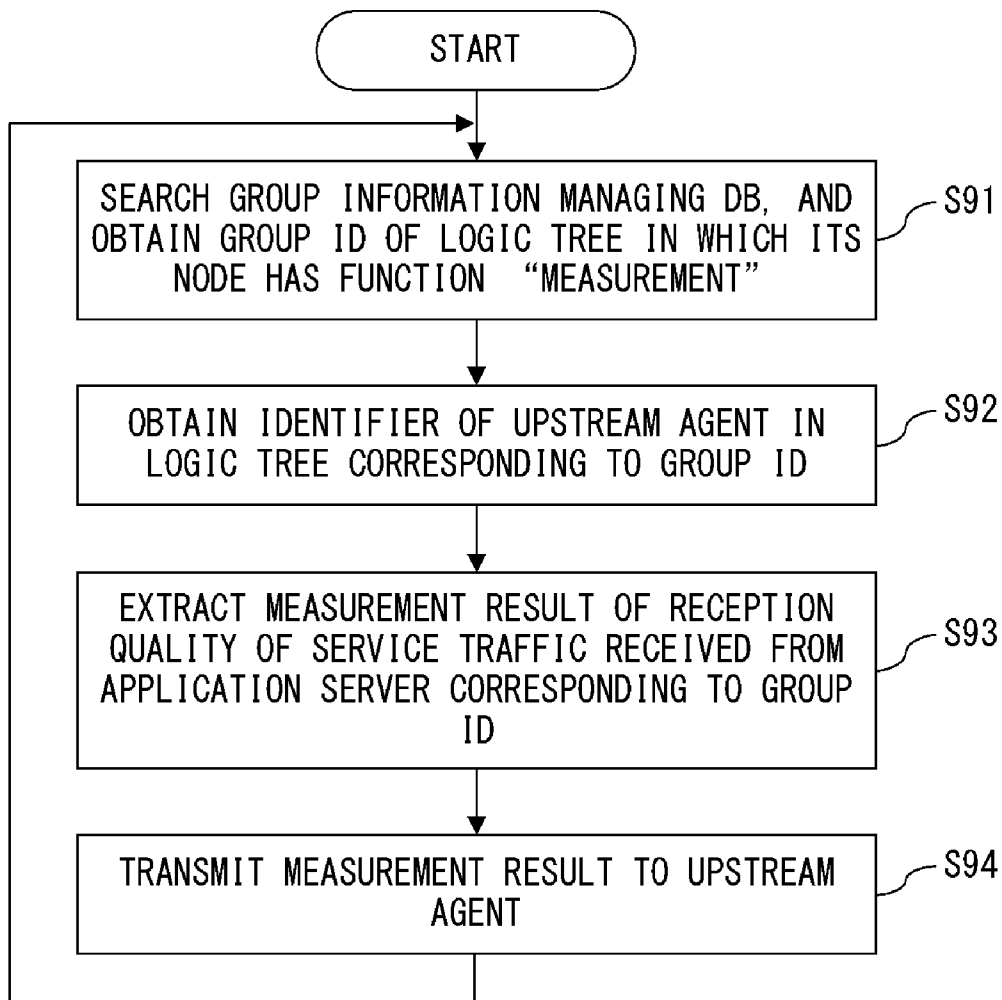 START
SEARCH GROUP INFORMATION MANAGING DB, AND
OBTAIN GROUP ID OF LOGIC TREE IN WHICH ITS
NODE HAS FUNCTION “MEASUREMENT”
S91
OBTAIN IDENTIFIER OF UPSTREAM AGENT IN
LOGIC TREE CORRESPONDING TO GROUP ID
S92
EXTRACT MEASUREMENT RESULT OF RECEPTION
QUALITY OF SERVICE TRAFFIC RECEIVED FROM
APPLICATION SERVER CORRESPONDING TO GROUP
ID
S93
TRANSMIT MEASUREMENT RESULT TO UPSTREAM
AGENT
S94